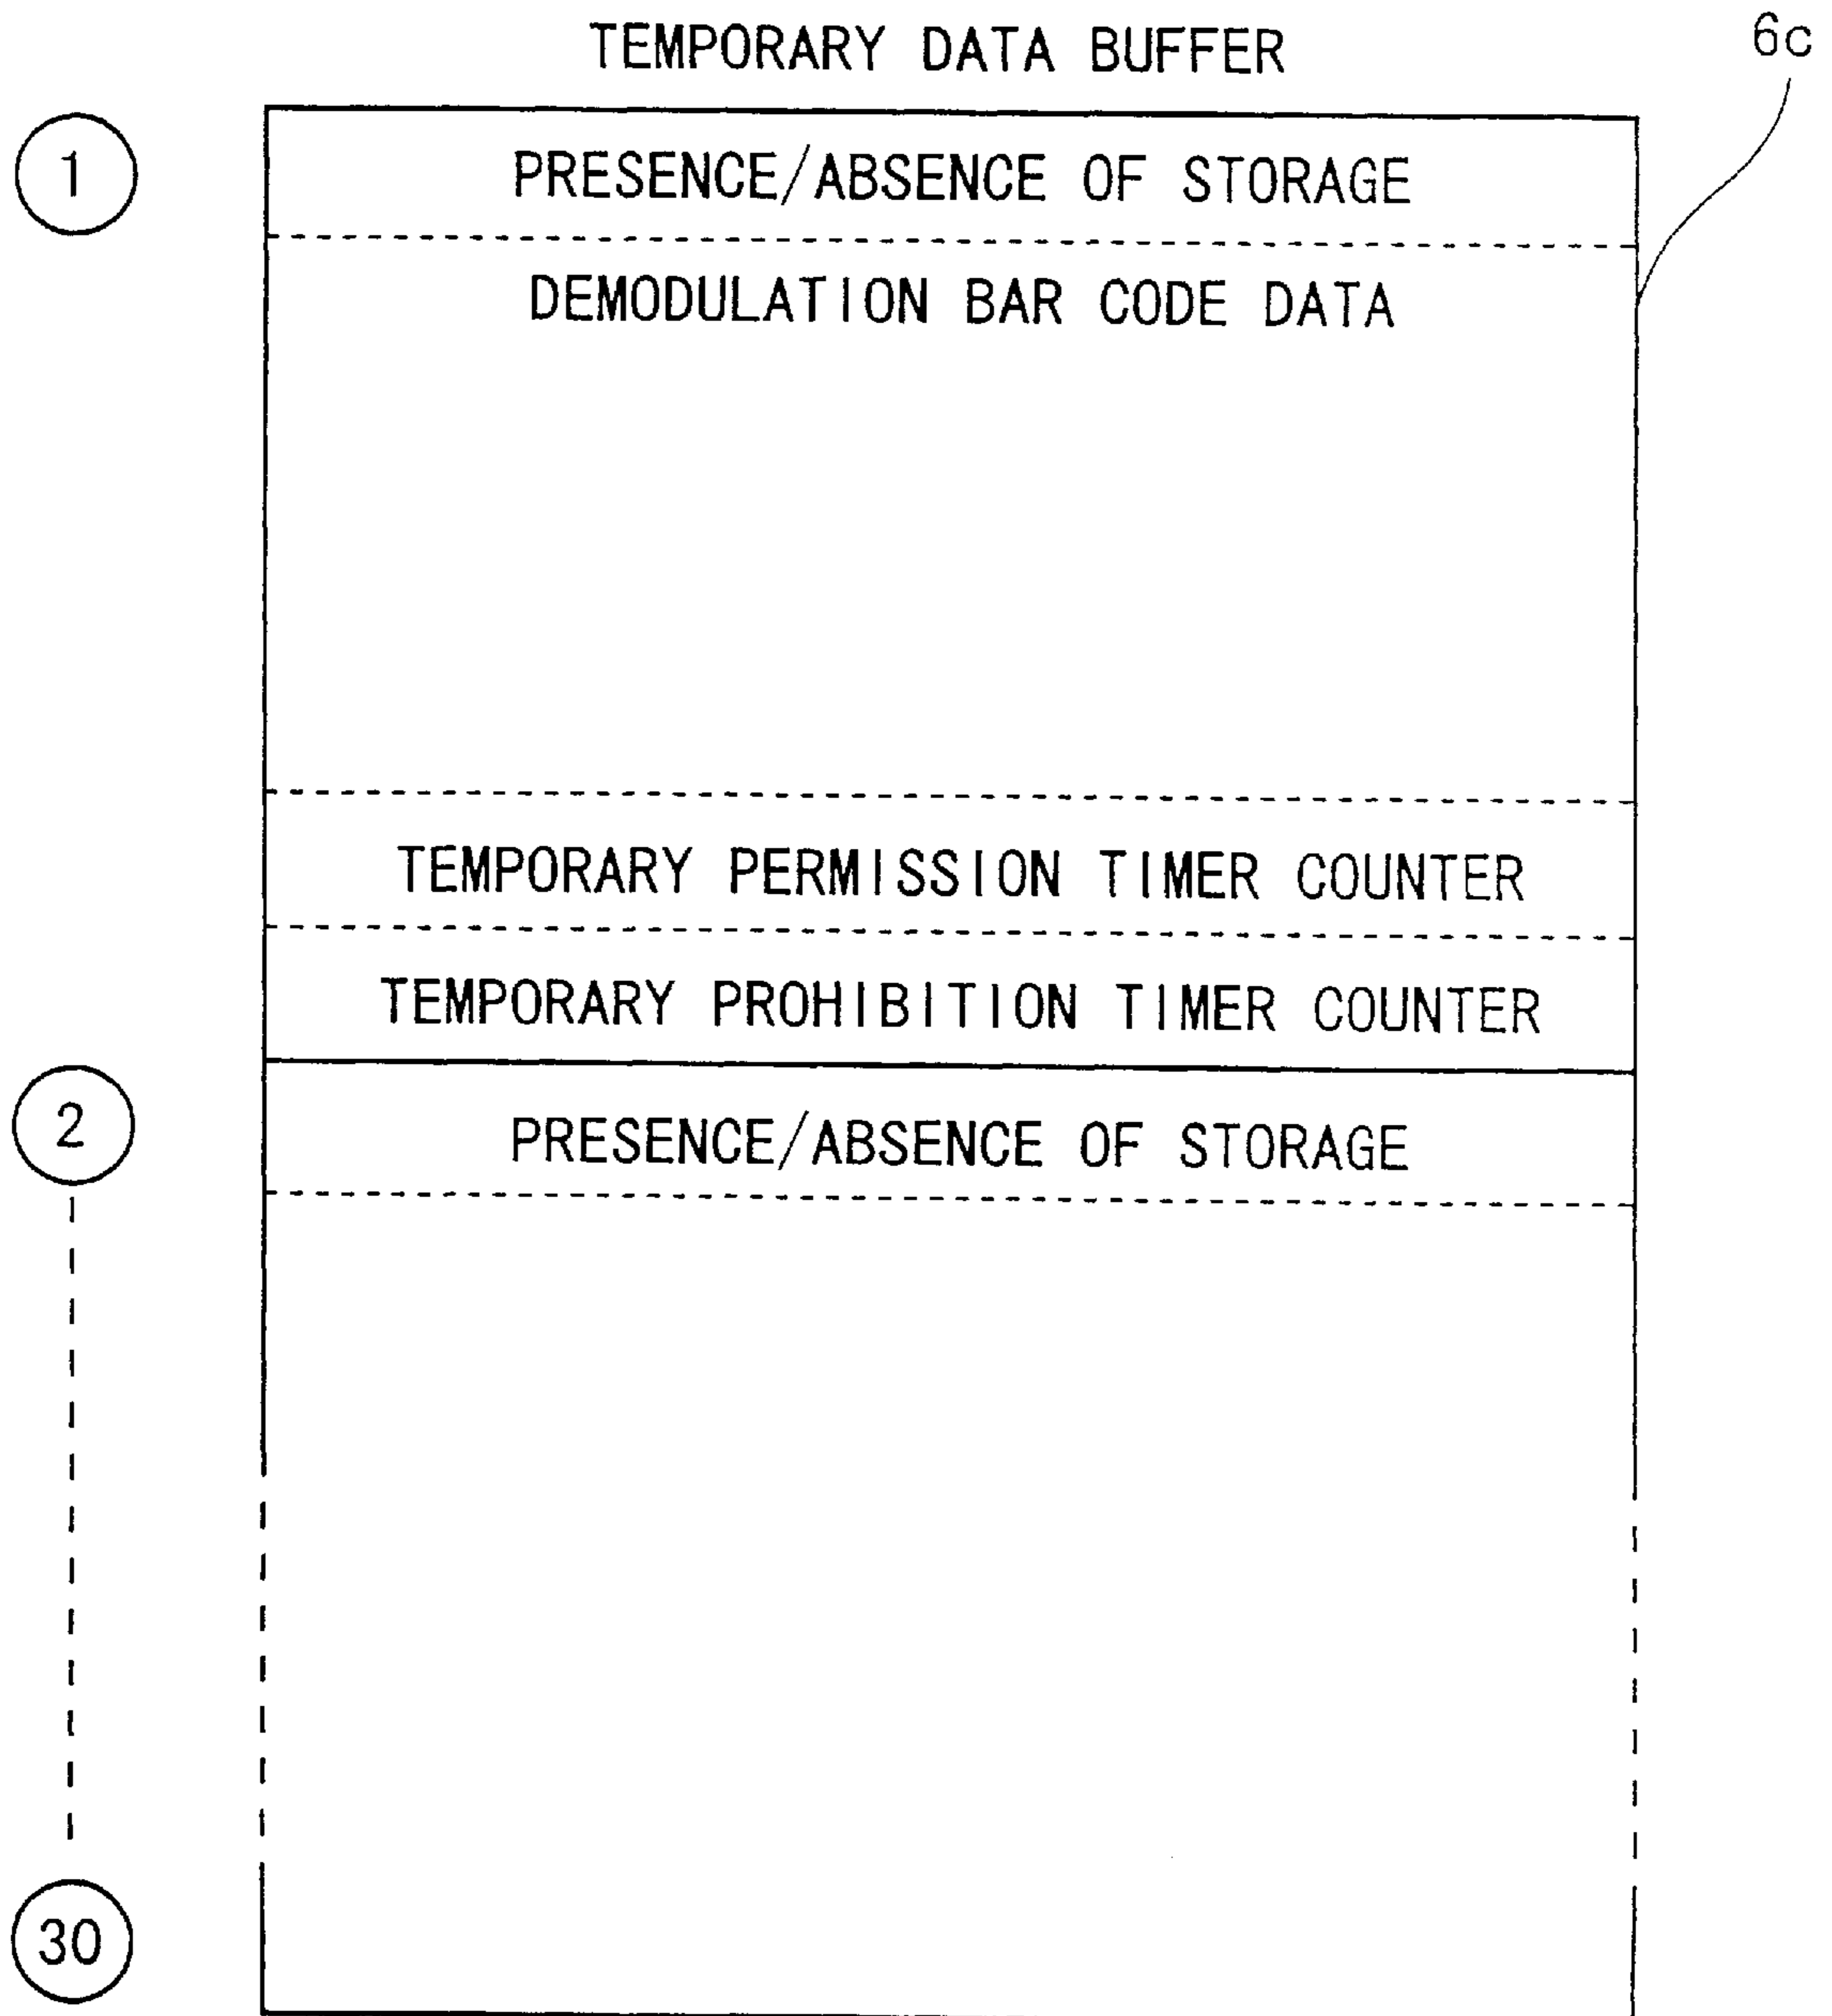 TEMPORARY DATA BUFFER
6c
1
PRESENCE/ABSENCE OF STORAGE
DEMODULATION BAR CODE DATA
TEMPORARY PERMISSION TIMER COUNTER
TEMPORARY PROHIBITION TIMER COUNTER
2
PRESENCE/ABSENCE OF STORAGE
30